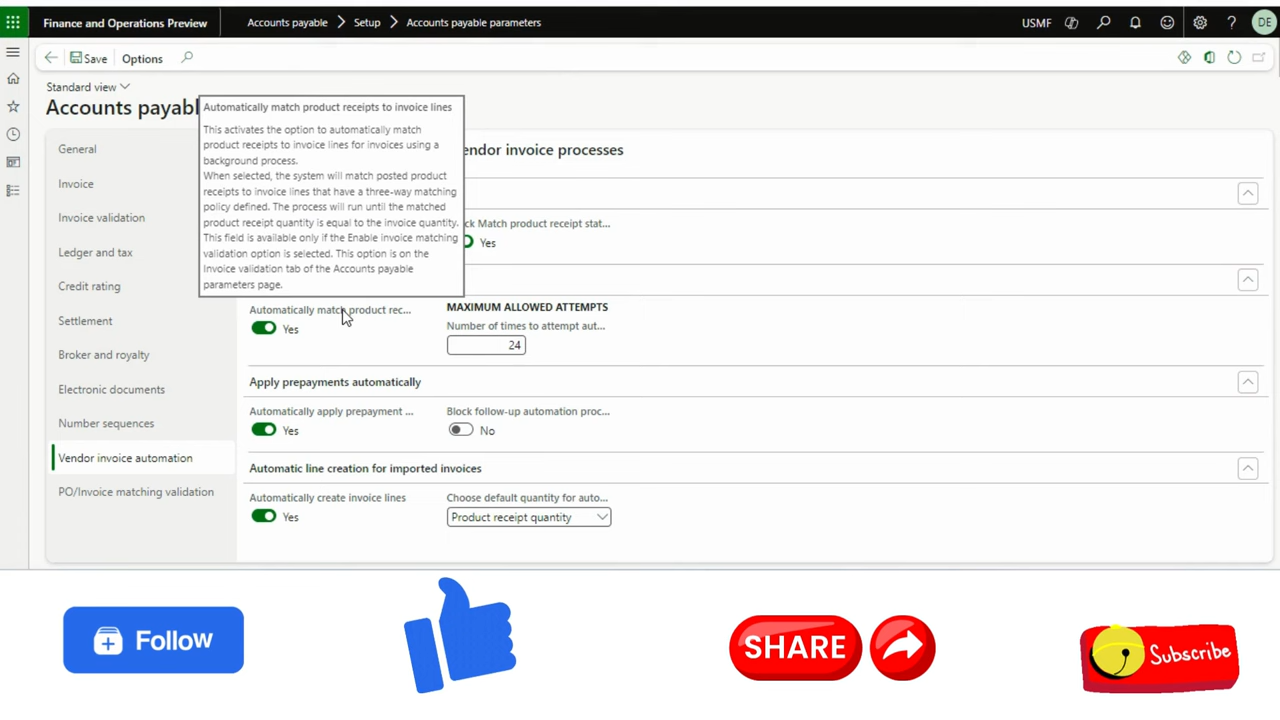 Finance and Operations Preview
Accounts payable
Setup
Accounts payable parameters
USMF
?
DE
Save
Options
Standard view
Accounts payabl
Automatically match product receipts to invoice lines
This activates the option to automatically match
product receipts to invoice lines for invoices using a
background process.
When selected, the system will match posted product
receipts to invoice lines that have a three-way matching
policy defined. The process will run until the matched
product receipt quantity is equal to the invoice quantity.
This field is available only if the Enable invoice matching
validation option is selected. This option is on the
Invoice validation tab of the Accounts payable
parameters page.
General
Invoice
Invoice validation
Ledger and tax
Credit rating
Settlement
Broker and royalty
Electronic documents
Number sequences
Vendor invoice automation
PO/Invoice matching validation
endor invoice processes
ck Match product receipt stat...
Yes
Automatically match product rec...
Yes
MAXIMUM ALLOWED ATTEMPTS
Number of times to attempt aut...
24
Apply prepayments automatically
Automatically apply prepayment ...
Yes
Block follow-up automation proc...
No
Automatic line creation for imported invoices
Automatically create invoice lines
Yes
Choose default quantity for auto...
Product receipt quantity
Follow
SHARE
Subscribe